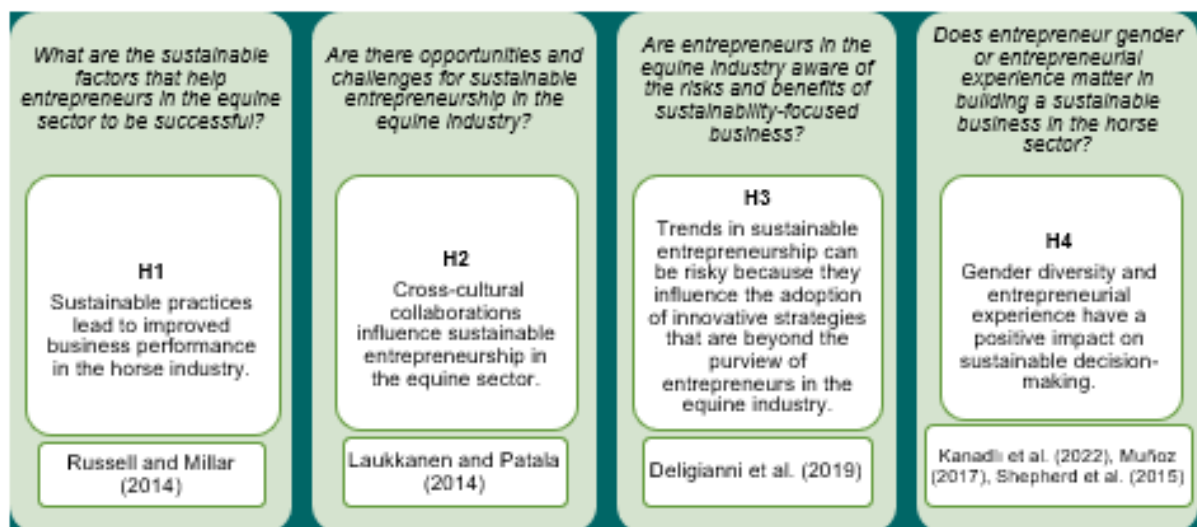 What are the sustainable
factors that help
entrepreneurs in the equine
sector to be successful?
H1
Sustainable practices
lead to improved
business performance
in the horse industry.
Russell and Millar
(2014)
Are there opportunities and
challenges for sustainable
entrepreneurship in the
equine industry?
H2
Cross-cultural
collaborations
influence sustainable
entrepreneurship in
the equine sector.
Laukkanen and Patala
(2014)
Are entrepreneurs in the
equine industry aware of
the risks and benefits of
sustainability-focused
business?
H3
Trends in sustainable
entrepreneurship can
be risky because they
influence the adoption
of innovative strategies
that are beyond the
purview of
entrepreneurs in the
equine industry.
Deligianni et al. (2019)
Does entrepreneur gender
or entrepreneurial
experience matter in
building a sustainable
business in the horse
sector?
H4
Gender diversity and
entrepreneurial
experience have a
positive impact on
sustainable decision-
making.
Kanadlı et al. (2022), Muñoz
(2017), Shepherd et al. (2015)